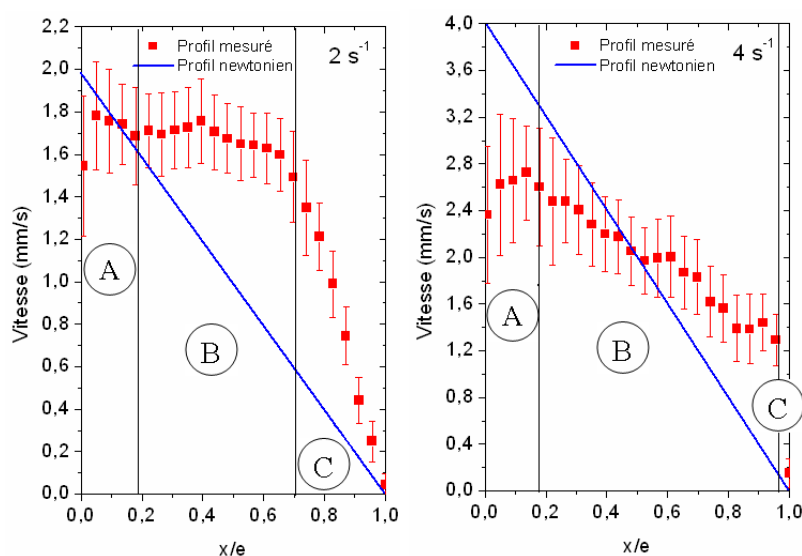 Profil mesuré
Profil newtonien
2 s⁻¹
2,2
2,0
1,8
1,6
1,4
1,2
1,0
0,8
0,6
0,4
0,2
0,0
Vitesse (mm/s)
A
B
C
0,0 0,2 0,4 0,6 0,8 1,0
x/e
Profil mesuré
Profil newtonien
4 s⁻¹
4,0
3,6
3,2
2,8
2,4
2,0
1,6
1,2
0,8
0,4
0,0
Vitesse (mm/s)
A
B
C
0,0 0,2 0,4 0,6 0,8 1,0
x/e